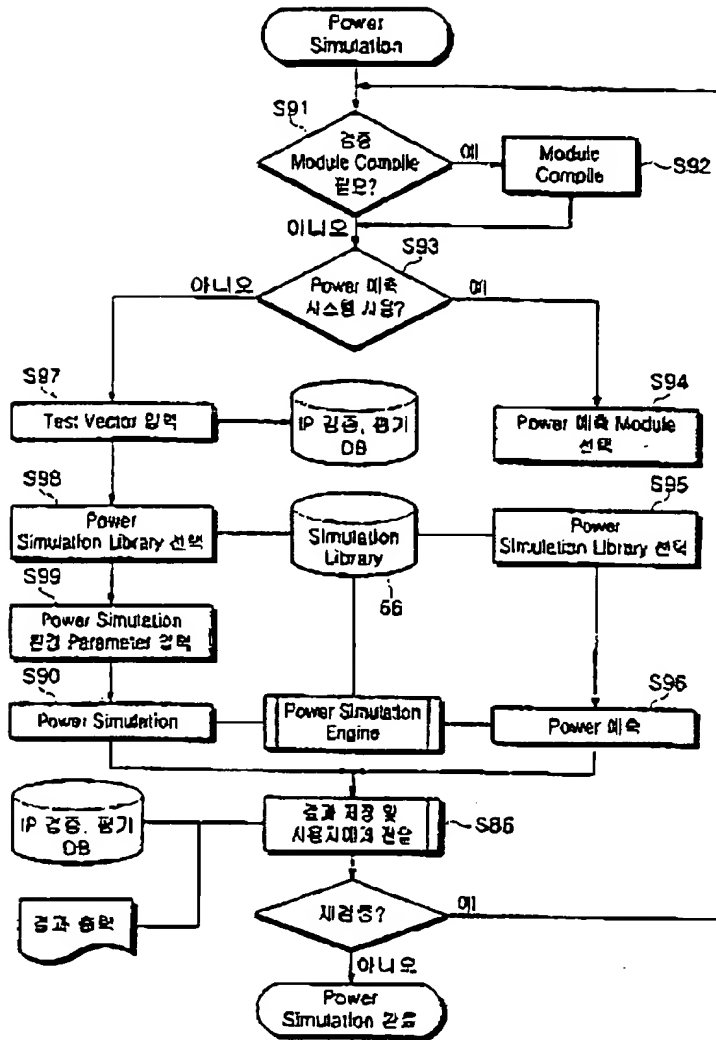 Power
Simulation
S91
검증
Module Compile
필요?
예
Module
Compile
S92
아니오
S93
Power 예측
시스템 사용?
아니오
예
S97
Test Vector 입력
IP 검증, 평가
DB
S94
Power 예측 Module
선택
S98
Power
Simulation Library 선택
Simulation
Library
66
S95
Power
Simulation Library 선택
S99
Power Simulation
환경 Parameter 입력
S90
Power Simulation
Power Simulation
Engine
S96
Power 예측
IP 검증, 평가
DB
결과 저장 및
사용자에게 전송
S86
결과 출력
재검증?
예
아니오
Power
Simulation 완료